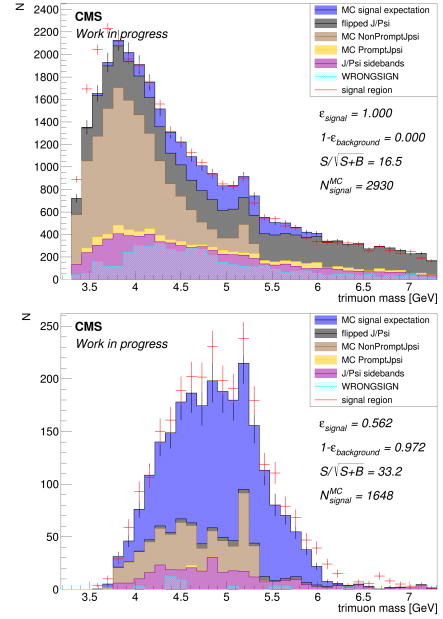 N
2400
2200
2000
1800
1600
1400
1200
1000
800
600
400
200
0
CMS
Work in progress
MC signal expectation
flipped J/Psi
MC NonPromptJpsi
MC PromptJpsi
J/Psi sidebands
WRONGSIGN
signal region
ε_signal = 1.000
1-ε_background = 0.000
S/√S+B = 16.5
N^MC_signal = 2930
3.5 4 4.5 5 5.5 6 6.5 7
trimuon mass [GeV]
N
250
200
150
100
50
0
CMS
Work in progress
MC signal expectation
flipped J/Psi
MC NonPromptJpsi
MC PromptJpsi
J/Psi sidebands
WRONGSIGN
signal region
ε_signal = 0.562
1-ε_background = 0.972
S/√S+B = 33.2
N^MC_signal = 1648
3.5 4 4.5 5 5.5 6 6.5 7
trimuon mass [GeV]